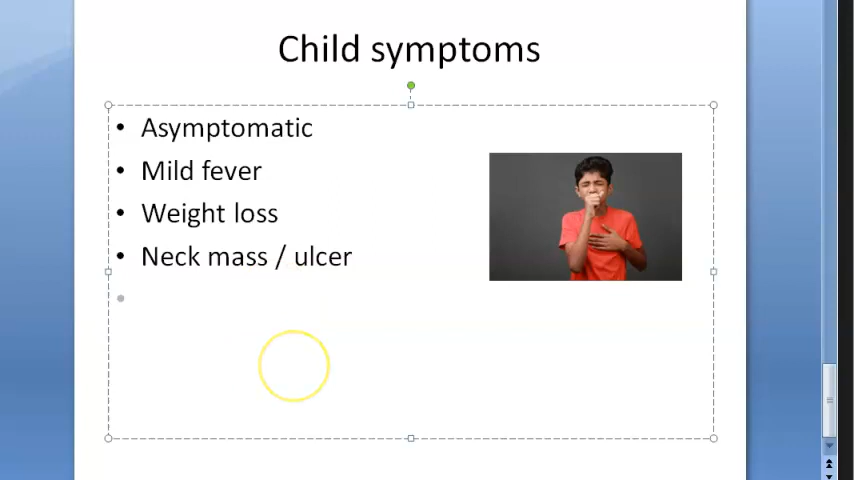 Child symptoms
• Asymptomatic
• Mild fever
• Weight loss
• Neck mass / ulcer